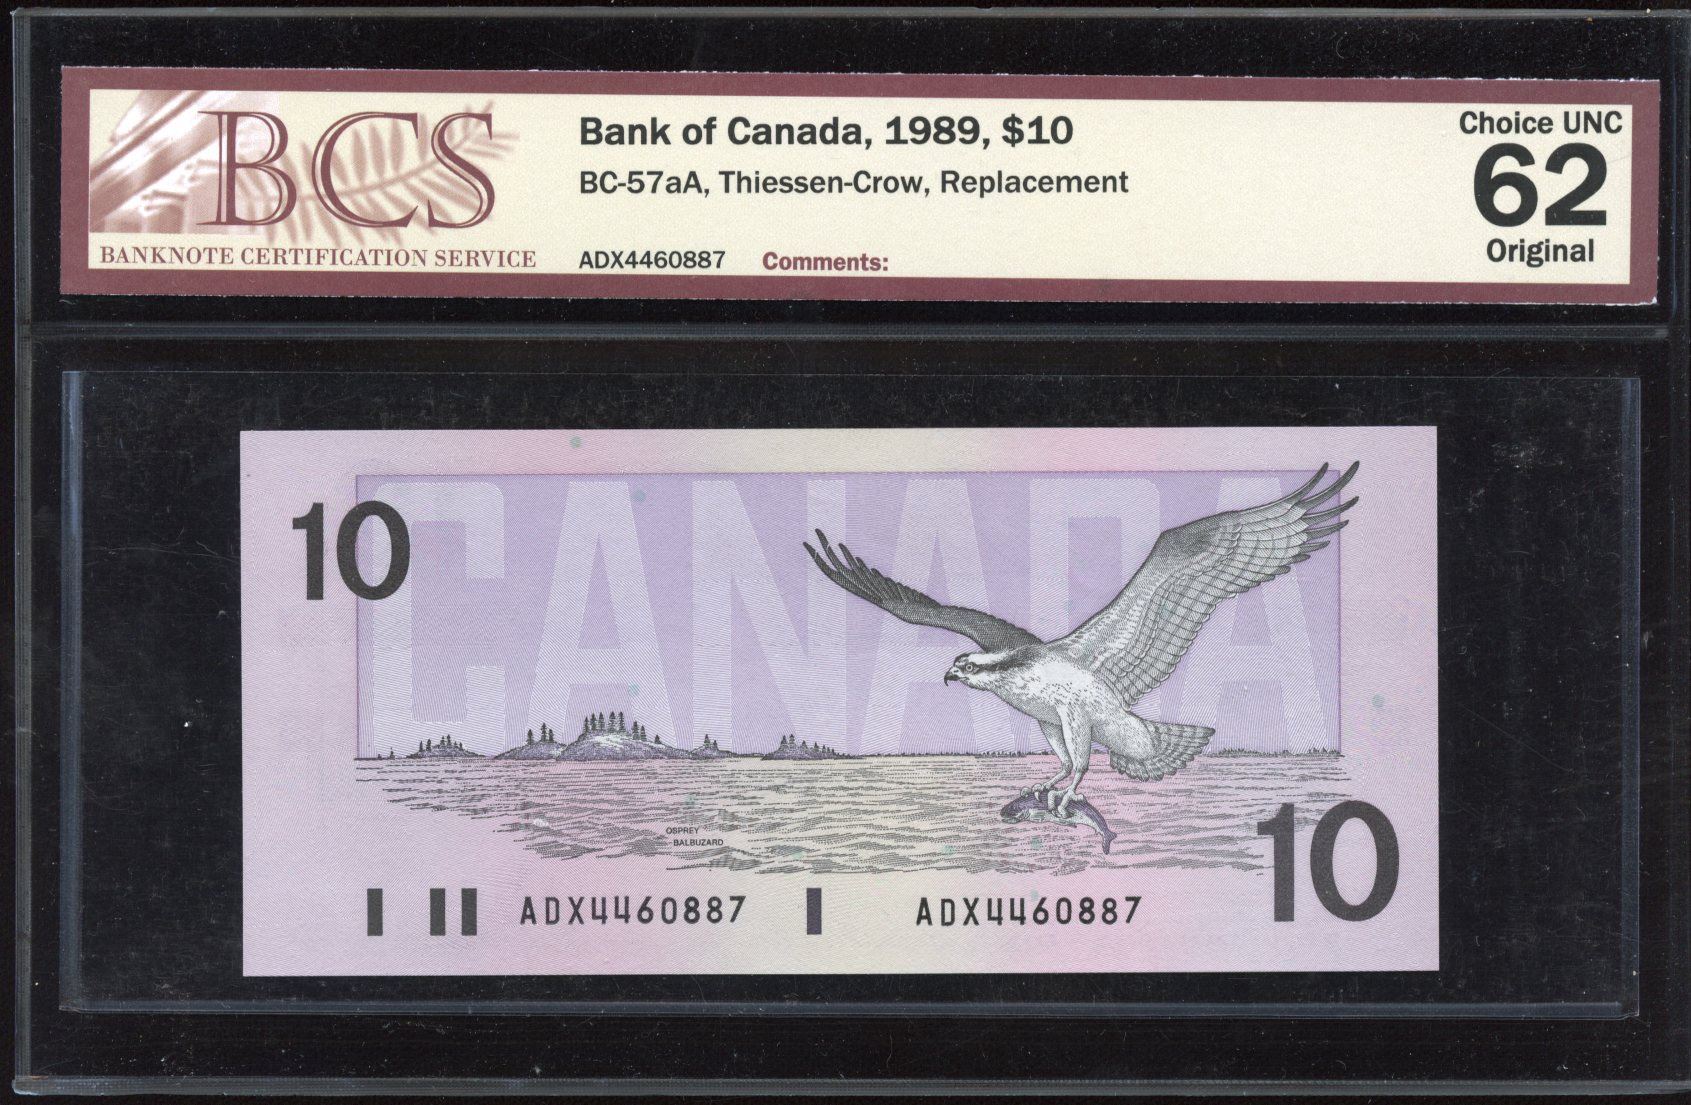 BCS
BANKNOTE CERTIFICATION SERVICE
Bank of Canada, 1989, $10
BC-57aA, Thiessen-Crow, Replacement
ADX4460887 Comments:
Choice UNC
62
Original
CANADA
10
OSPREY
BALBUZARD
10
ADX4460887 ADX4460887